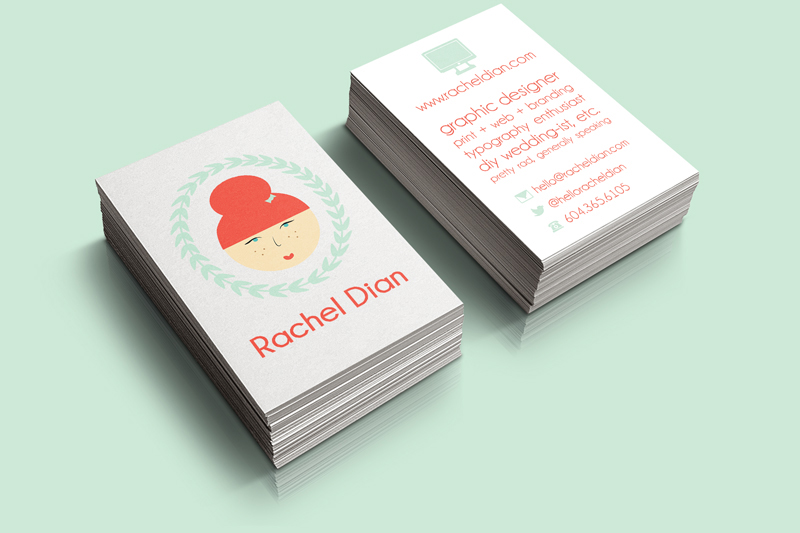 Rachel Dian
www.racheldian.com
graphic designer
print + web + branding
typography enthusiast
diy wedding-ist, etc.
pretty rad, generally speaking
hello@racheldian.com
@helloracheldian
604.365.6105